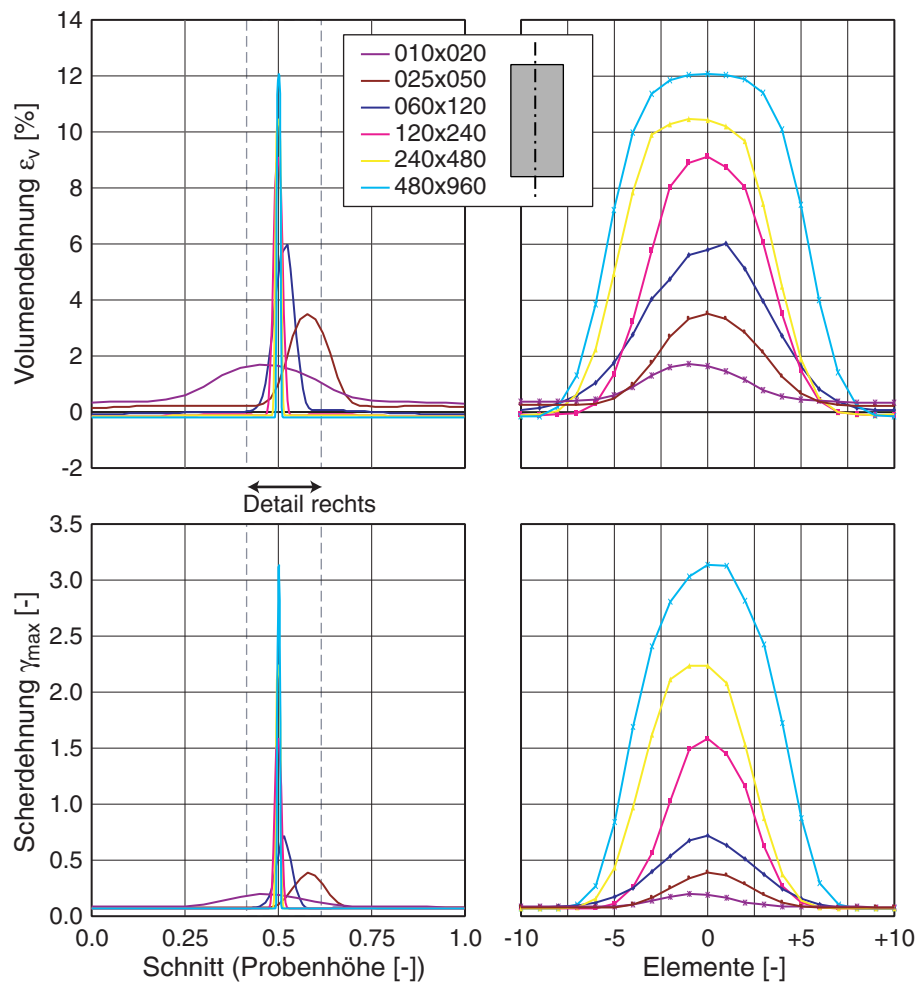 14
12
10
8
6
4
2
0
-2
Volumendehnung εv [%]
010x020
025x050
060x120
120x240
240x480
480x960
Detail rechts
3.5
3.0
2.5
2.0
1.5
1.0
0.5
0.0
Scherdehnung γmax [-]
0.0 0.25 0.5 0.75 1.0
Schnitt (Probenhöhe [-])
-10 -5 0 +5 +10
Elemente [-]